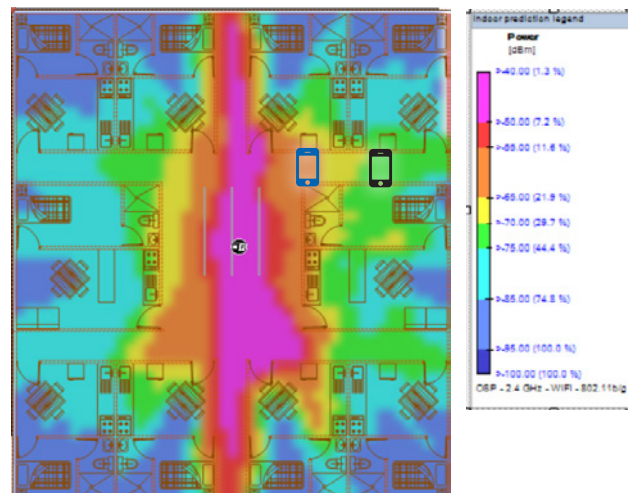 Indoor prediction legend
Power
[dBm]
>-40.00 (1.3 %)
>-50.00 (7.2 %)
>-55.00 (11.6 %)
>-65.00 (21.9 %)
>-70.00 (29.7 %)
>-75.00 (44.4 %)
>-85.00 (74.8 %)
>-95.00 (100.0 %)
>-100.00 (100.0 %)
OSP - 2.4 GHz - WIFI - 802.11b/g